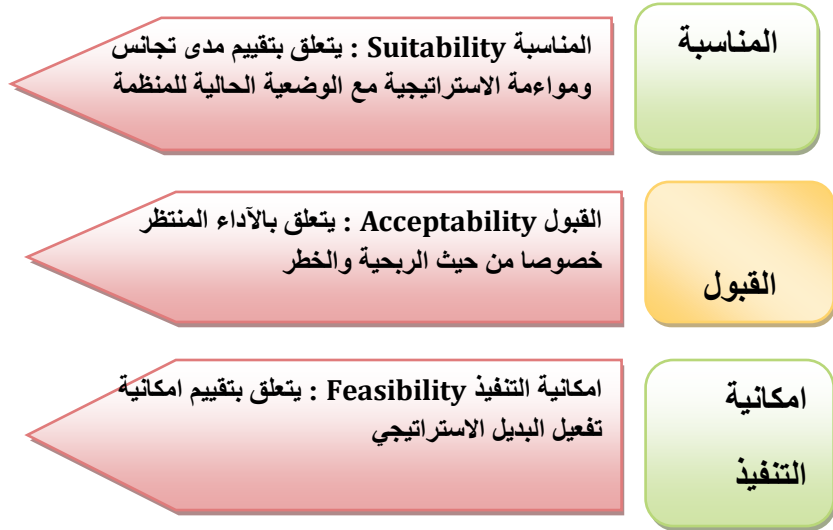 المناسبة
المناسبة Suitability : يتعلق بتقييم مدى تجانس
ومواءمة الاستراتيجية مع الوضعية الحالية للمنظمة
القبول
القبول Acceptability : يتعلق بالآداء المنتظر
خصوصا من حيث الربحية والخطر
امكانية
التنفيذ
امكانية التنفيذ Feasibility : يتعلق بتقييم امكانية
تفعيل البديل الاستراتيجي